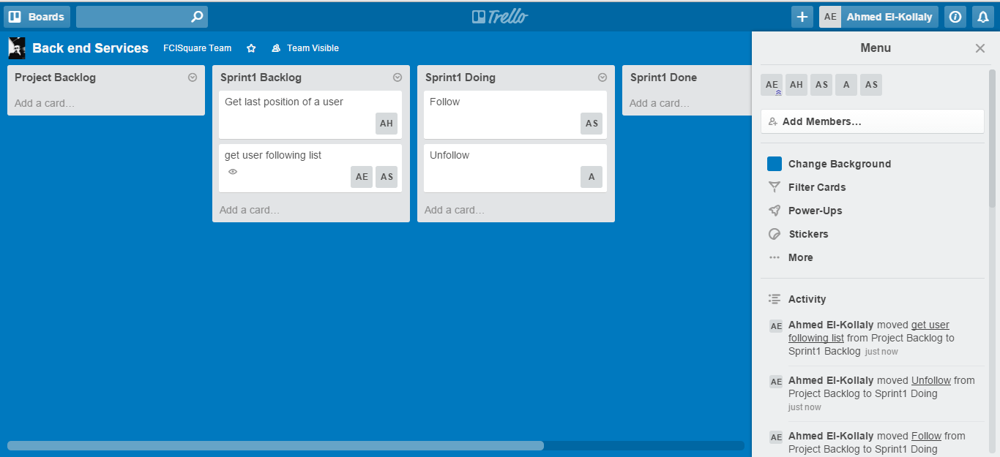 Boards
Trello
AE Ahmed El-Kollaly
Back end Services FCISquare Team Team Visible
Project Backlog
Add a card…
Sprint1 Backlog
Get last position of a user
AH
get user following list
AE AS
Add a card…
Sprint1 Doing
Follow
AS
Unfollow
A
Add a card…
Sprint1 Done
Add a card…
Menu
AE AH AS A AS
Add Members…
Change Background
Filter Cards
Power-Ups
Stickers
More
Activity
AE Ahmed El-Kollaly moved get user
following list from Project Backlog to
Sprint1 Backlog just now
AE Ahmed El-Kollaly moved Unfollow from
Project Backlog to Sprint1 Doing
just now
AE Ahmed El-Kollaly moved Follow from
Project Backlog to Sprint1 Doing